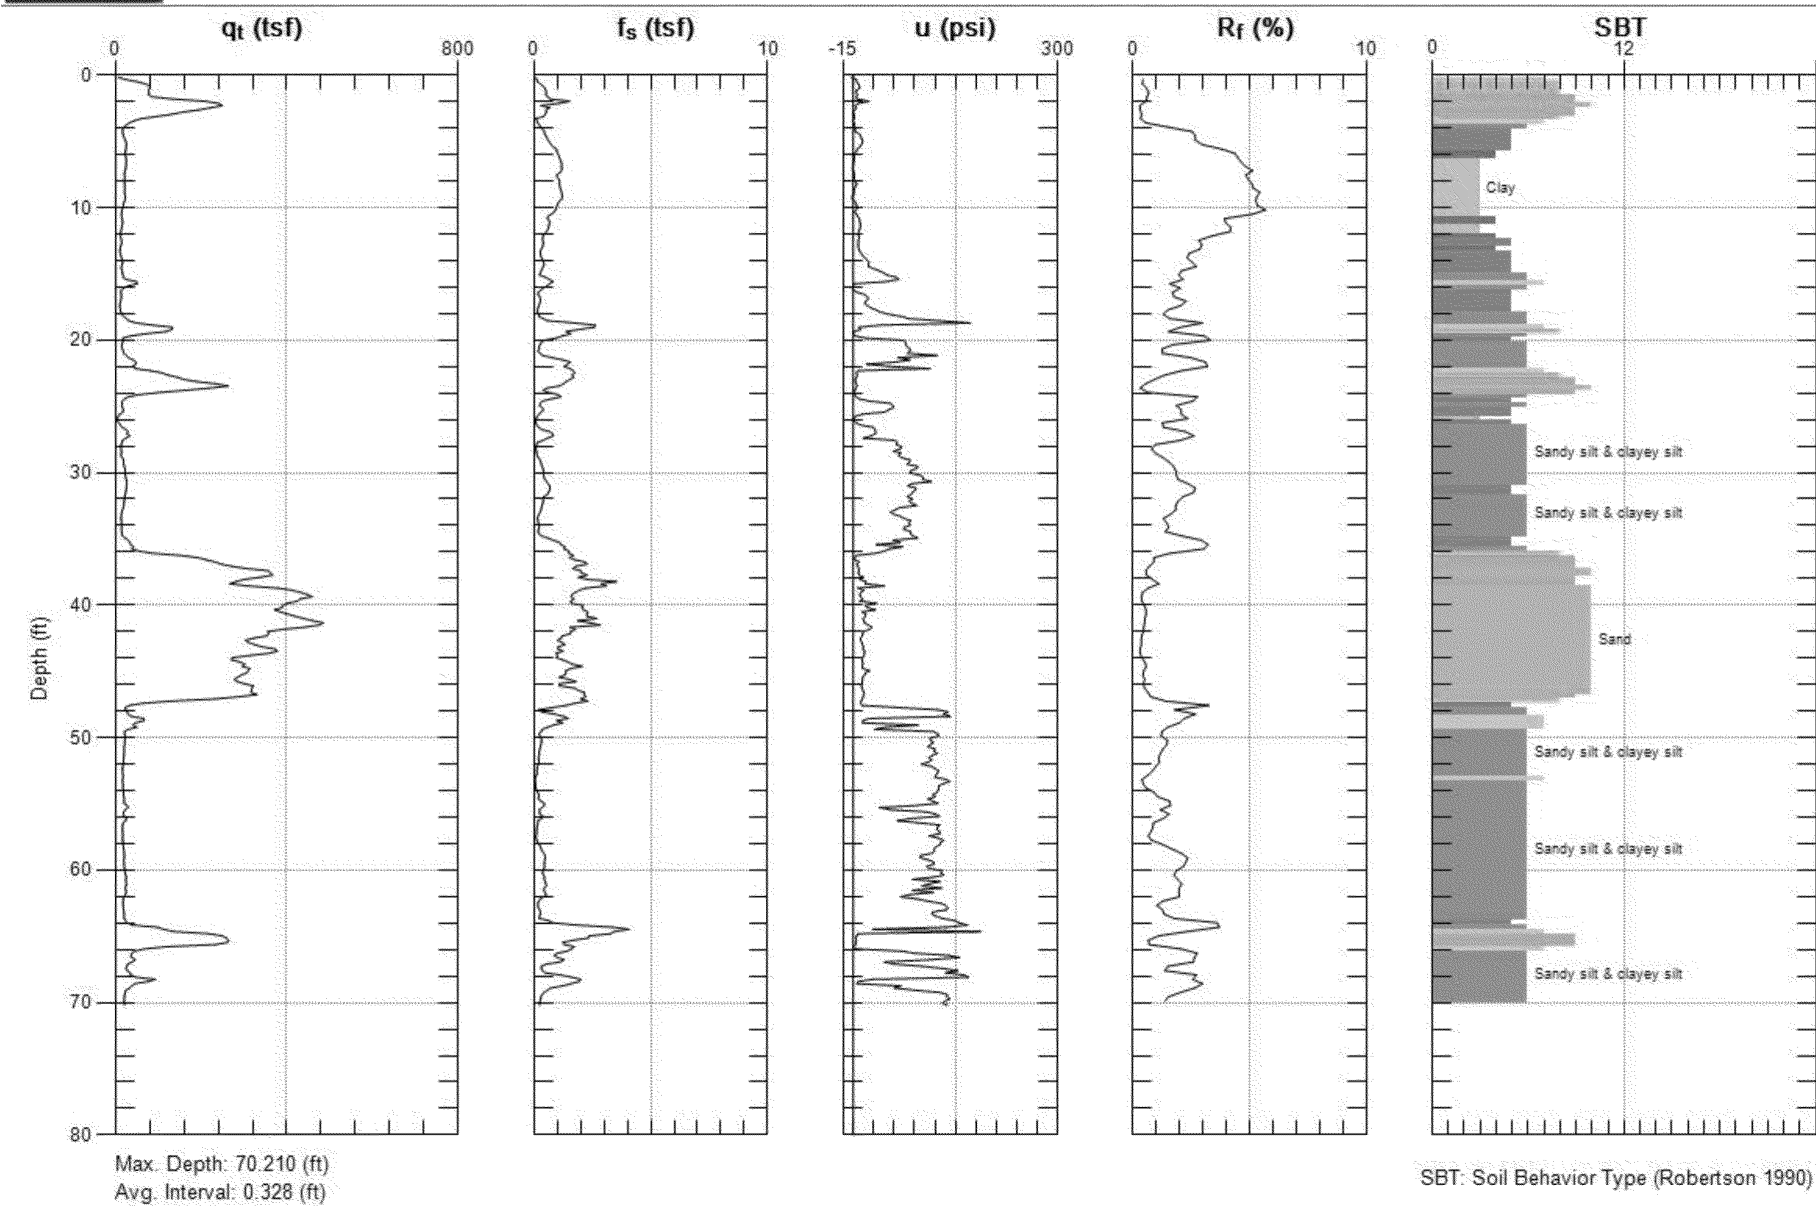 qt (tsf)
fs (tsf)
u (psi)
Rf (%)
SBT
0 800
0 10
-15 300
0 10
0 12
0
10
20
30
40
50
60
70
80
Depth (ft)
Clay
Sandy silt & clayey silt
Sandy silt & clayey silt
Sand
Sandy silt & clayey silt
Sandy silt & clayey silt
Sandy silt & clayey silt
Max. Depth: 70.210 (ft)
Avg. Interval: 0.328 (ft)
SBT: Soil Behavior Type (Robertson 1990)